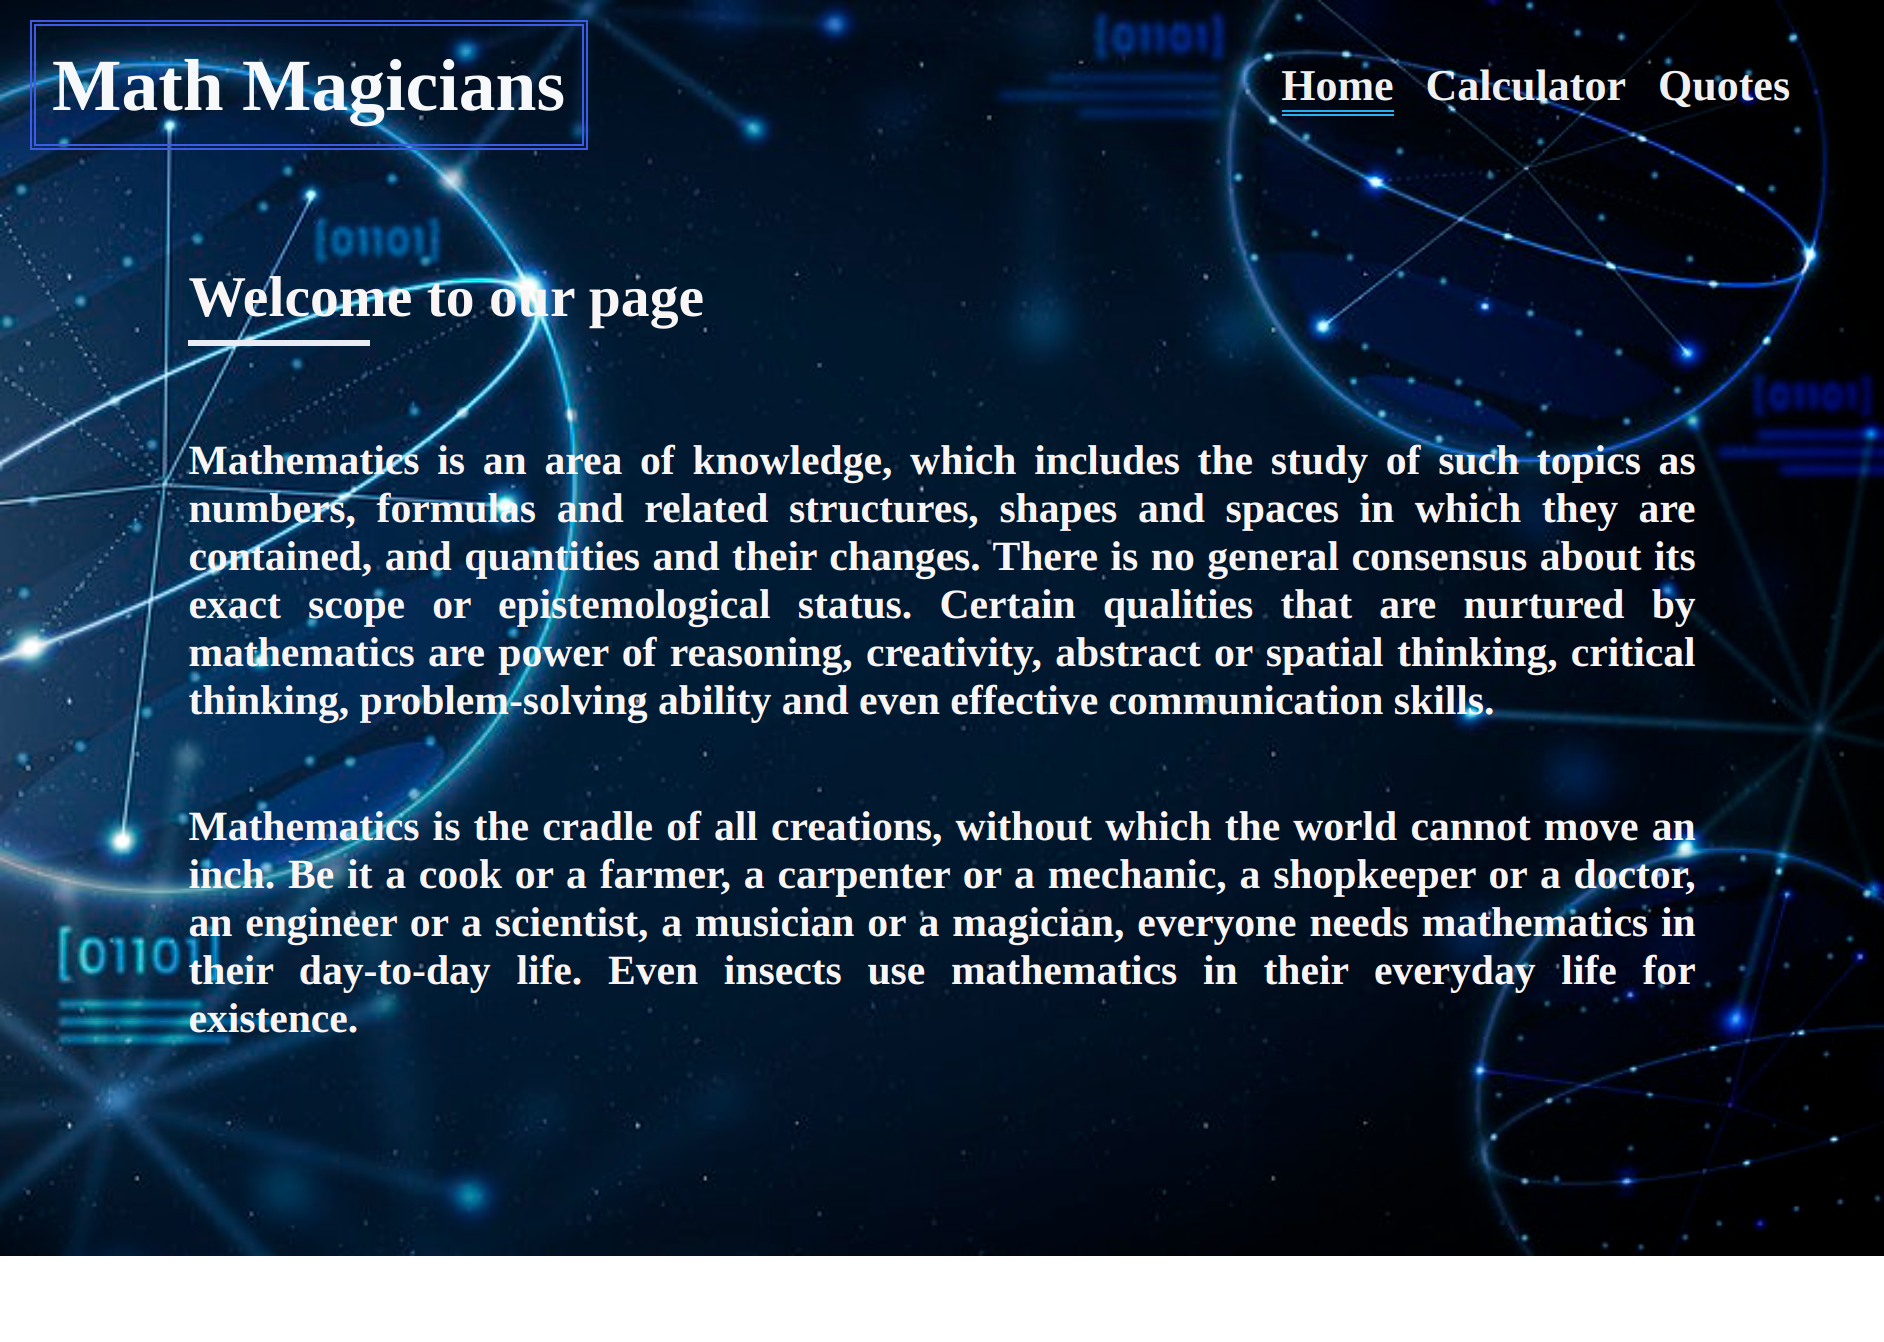 Math Magicians
Home Calculator Quotes
[01101]
[01101]
Welcome to our page
[01101]
Mathematics is an area of knowledge, which includes the study of such topics as
numbers, formulas and related structures, shapes and spaces in which they are
contained, and quantities and their changes. There is no general consensus about its
exact scope or epistemological status. Certain qualities that are nurtured by
mathematics are power of reasoning, creativity, abstract or spatial thinking, critical
thinking, problem-solving ability and even effective communication skills.
Mathematics is the cradle of all creations, without which the world cannot move an
inch. Be it a cook or a farmer, a carpenter or a mechanic, a shopkeeper or a doctor,
an engineer or a scientist, a musician or a magician, everyone needs mathematics in
[01101]
their day-to-day life. Even insects use mathematics in their everyday life for
existence.